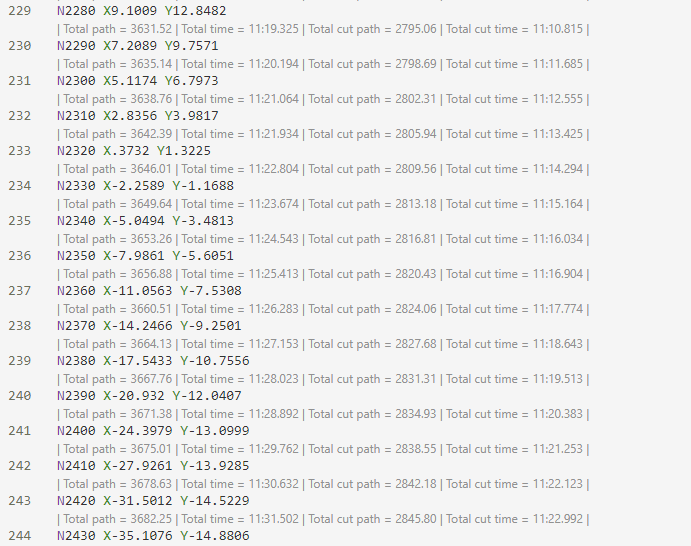 229 N2280 X9.1009 Y12.8482
| Total path = 3631.52 | Total time = 11:19.325 | Total cut path = 2795.06 | Total cut time = 11:10.815 |
230 N2290 X7.2089 Y9.7571
| Total path = 3635.14 | Total time = 11:20.194 | Total cut path = 2798.69 | Total cut time = 11:11.685 |
231 N2300 X5.1174 Y6.7973
| Total path = 3638.76 | Total time = 11:21.064 | Total cut path = 2802.31 | Total cut time = 11:12.555 |
232 N2310 X2.8356 Y3.9817
| Total path = 3642.39 | Total time = 11:21.934 | Total cut path = 2805.94 | Total cut time = 11:13.425 |
233 N2320 X.3732 Y1.3225
| Total path = 3646.01 | Total time = 11:22.804 | Total cut path = 2809.56 | Total cut time = 11:14.294 |
234 N2330 X-2.2589 Y-1.1688
| Total path = 3649.64 | Total time = 11:23.674 | Total cut path = 2813.18 | Total cut time = 11:15.164 |
235 N2340 X-5.0494 Y-3.4813
| Total path = 3653.26 | Total time = 11:24.543 | Total cut path = 2816.81 | Total cut time = 11:16.034 |
236 N2350 X-7.9861 Y-5.6051
| Total path = 3656.88 | Total time = 11:25.413 | Total cut path = 2820.43 | Total cut time = 11:16.904 |
237 N2360 X-11.0563 Y-7.5308
| Total path = 3660.51 | Total time = 11:26.283 | Total cut path = 2824.06 | Total cut time = 11:17.774 |
238 N2370 X-14.2466 Y-9.2501
| Total path = 3664.13 | Total time = 11:27.153 | Total cut path = 2827.68 | Total cut time = 11:18.643 |
239 N2380 X-17.5433 Y-10.7556
| Total path = 3667.76 | Total time = 11:28.023 | Total cut path = 2831.31 | Total cut time = 11:19.513 |
240 N2390 X-20.932 Y-12.0407
| Total path = 3671.38 | Total time = 11:28.892 | Total cut path = 2834.93 | Total cut time = 11:20.383 |
241 N2400 X-24.3979 Y-13.0999
| Total path = 3675.01 | Total time = 11:29.762 | Total cut path = 2838.55 | Total cut time = 11:21.253 |
242 N2410 X-27.9261 Y-13.9285
| Total path = 3678.63 | Total time = 11:30.632 | Total cut path = 2842.18 | Total cut time = 11:22.123 |
243 N2420 X-31.5012 Y-14.5229
| Total path = 3682.25 | Total time = 11:31.502 | Total cut path = 2845.80 | Total cut time = 11:22.992 |
244 N2430 X-35.1076 Y-14.8806